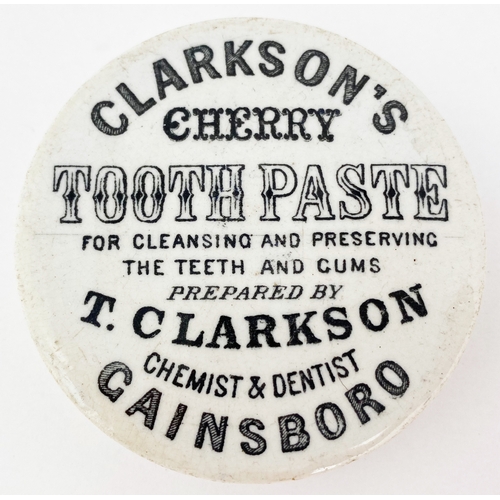 CLARKSON'S
CHERRY
TOOTH PASTE
FOR CLEANSING AND PRESERVING
THE TEETH AND GUMS
PREPARED BY
T. CLARKSON
CHEMIST & DENTIST
GAINSBORO